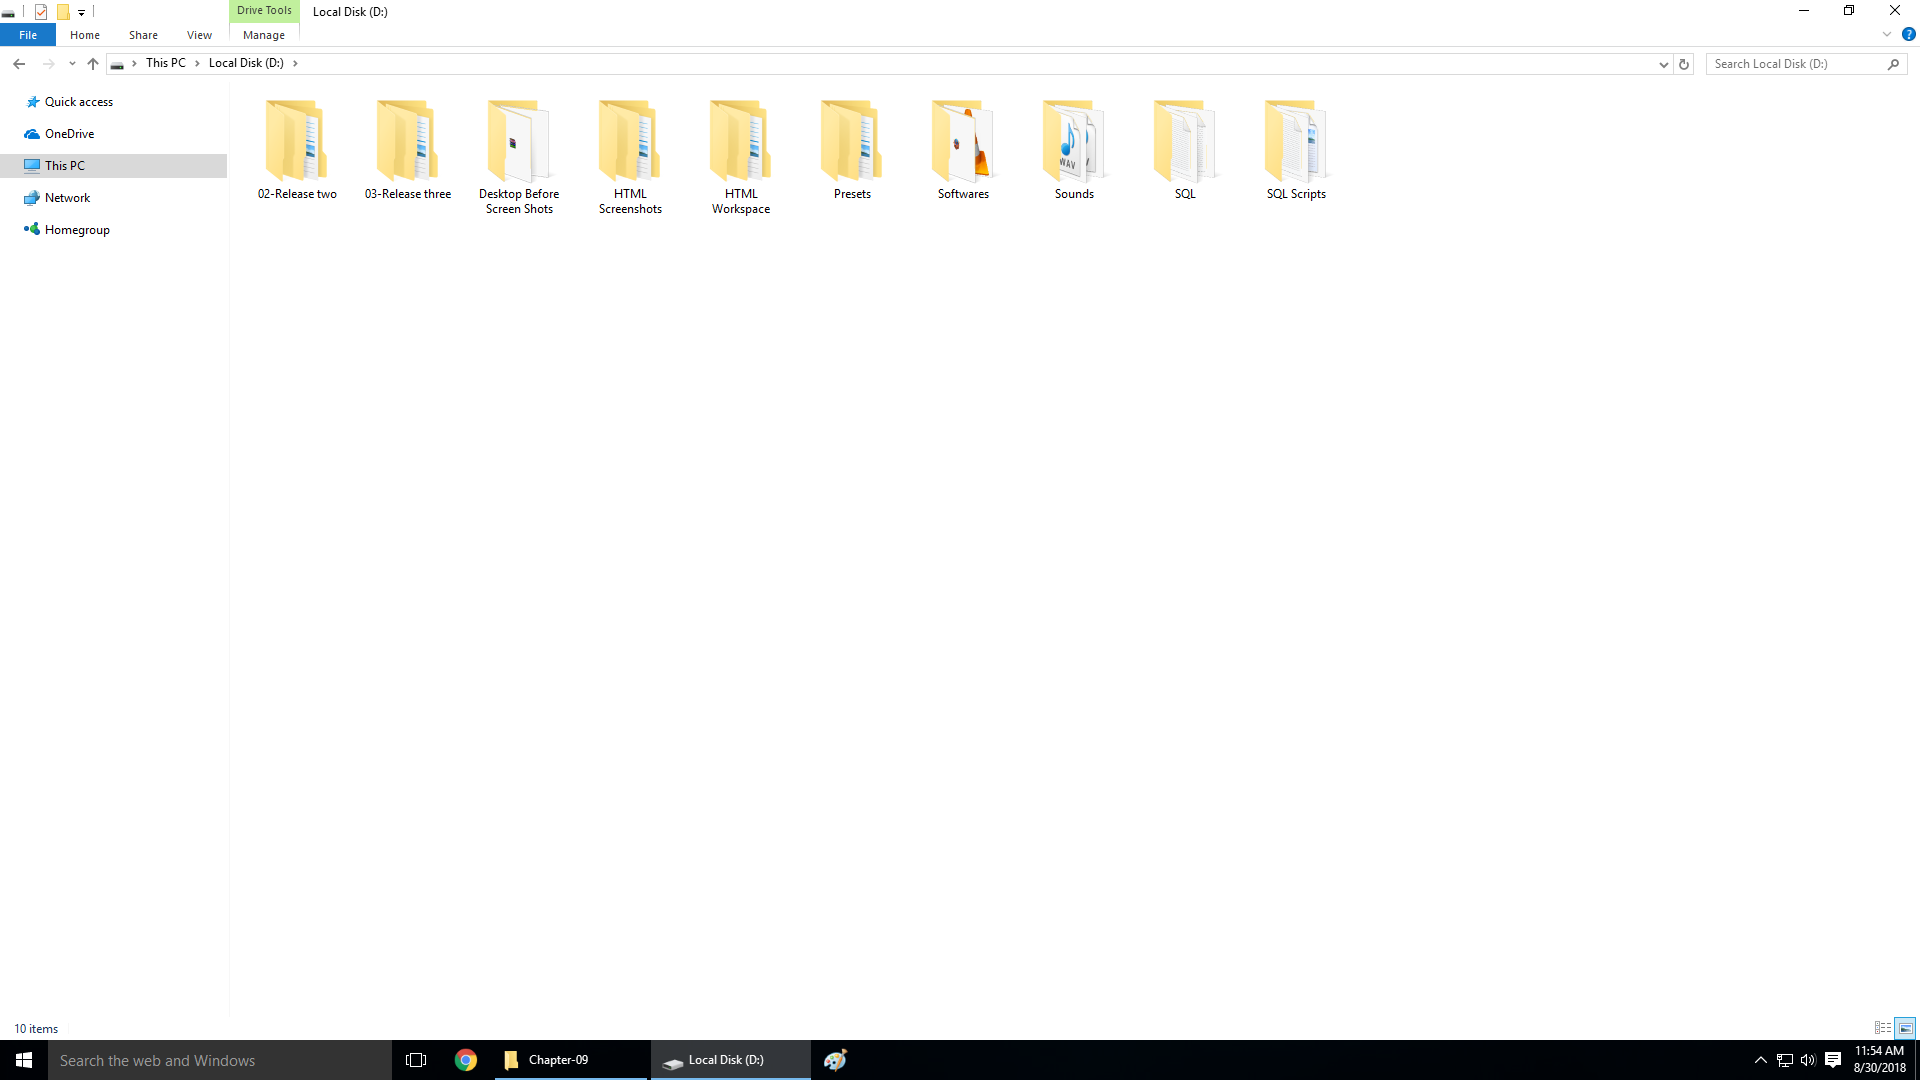 Drive Tools
Local Disk (D:)
File
Home
Share
View
Manage
?
This PC
Local Disk (D:)
Search Local Disk (D:)
Quick access
OneDrive
This PC
Network
Homegroup
02-Release two
03-Release three
Desktop Before
Screen Shots
HTML
Screenshots
HTML
Workspace
Presets
Softwares
WAV
Sounds
SQL
SQL Scripts
10 items
Search the web and Windows
Chapter-09
Local Disk (D:)
11:54 AM
8/30/2018